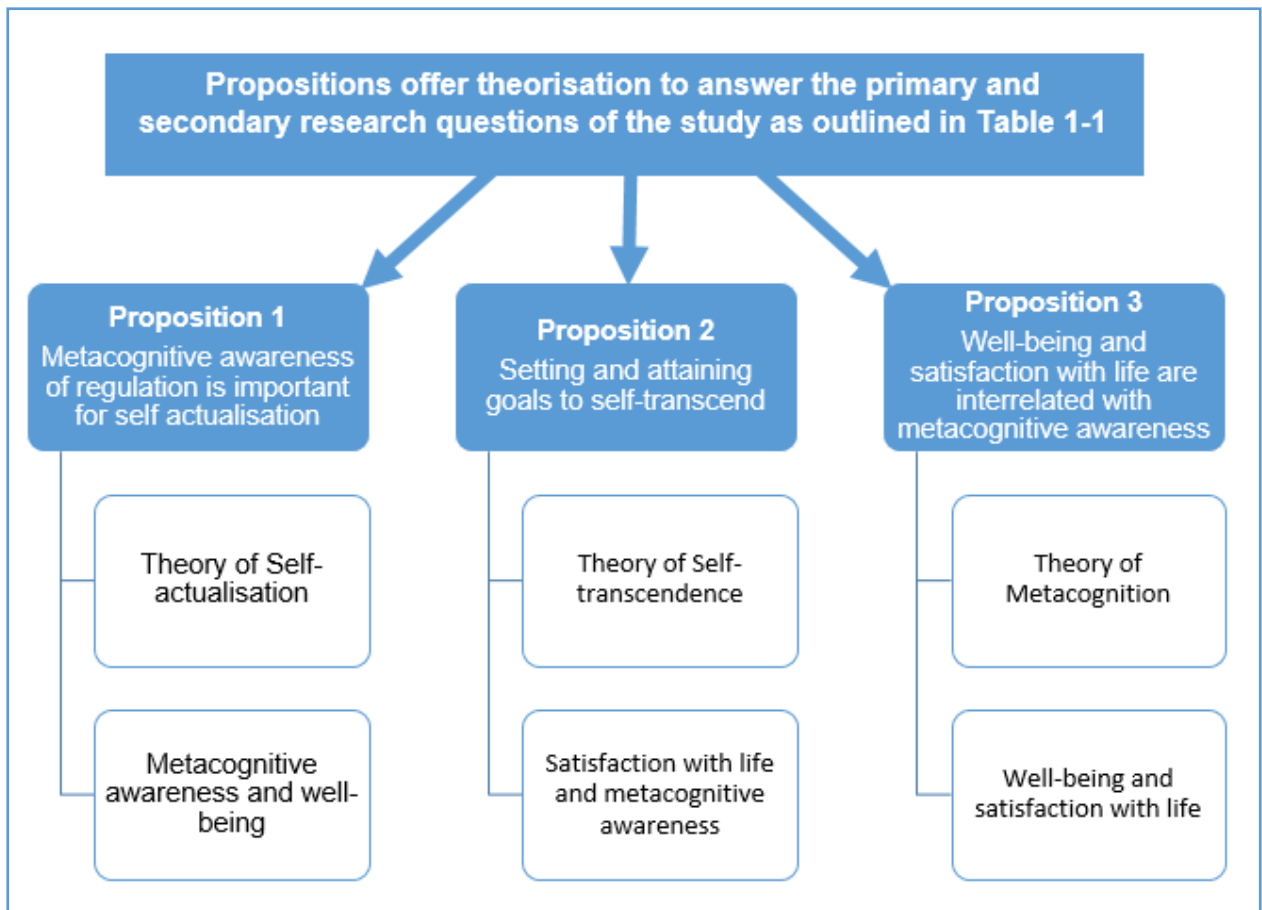 Propositions offer theorisation to answer the primary and
secondary research questions of the study as outlined in Table 1-1
Proposition 1
Metacognitive awareness
of regulation is important
for self actualisation
Theory of Self-
actualisation
Metacognitive
awareness and well-
being
Proposition 2
Setting and attaining
goals to self-transcend
Theory of Self-
transcendence
Satisfaction with life
and metacognitive
awareness
Proposition 3
Well-being and
satisfaction with life are
interrelated with
metacognitive awareness
Theory of
Metacognition
Well-being and
satisfaction with life